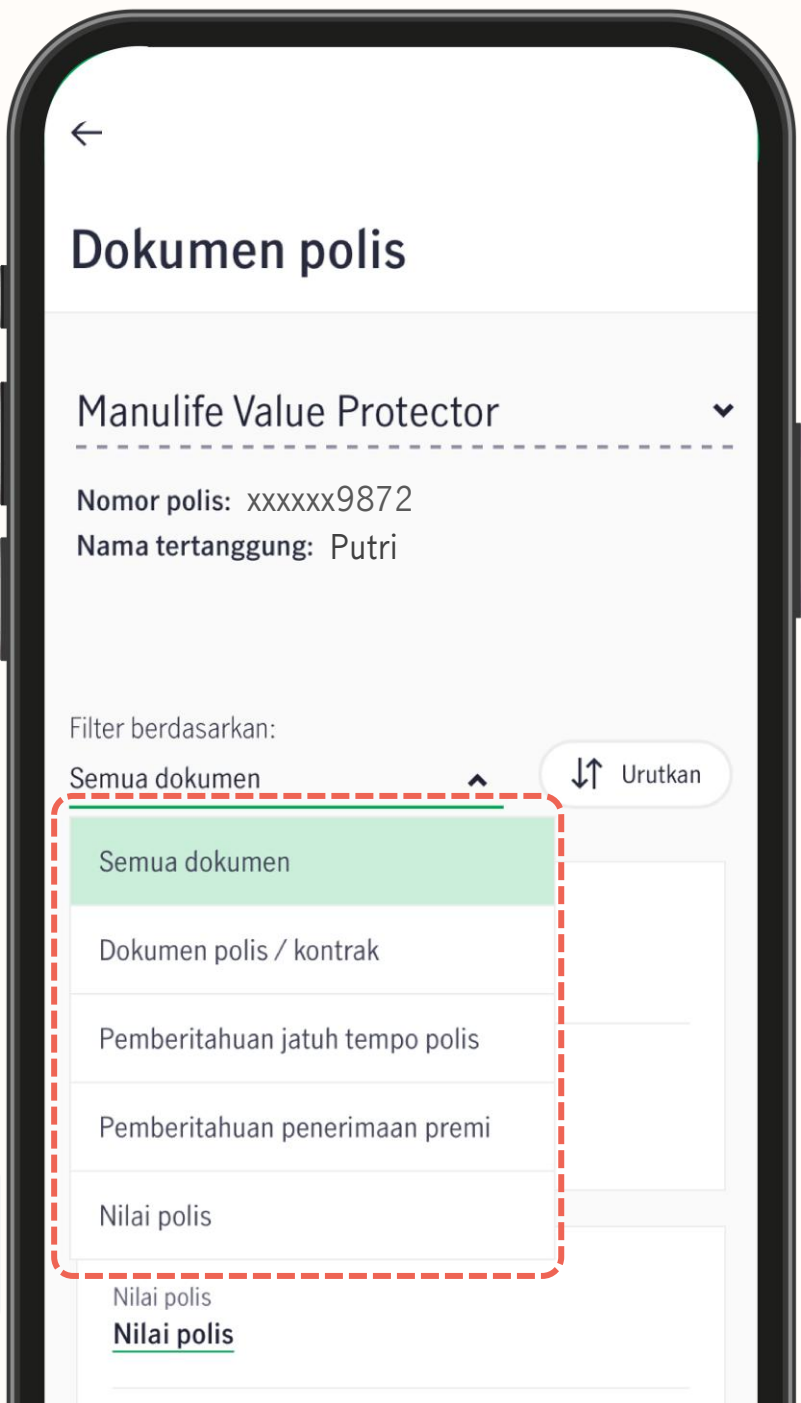 Dokumen polis
Manulife Value Protector
Nomor polis: xxxxxx9872
Nama tertanggung: Putri
Filter berdasarkan:
Semua dokumen
Urutkan
Semua dokumen
Dokumen polis / kontrak
Pemberitahuan jatuh tempo polis
Pemberitahuan penerimaan premi
Nilai polis
Nilai polis
Nilai polis